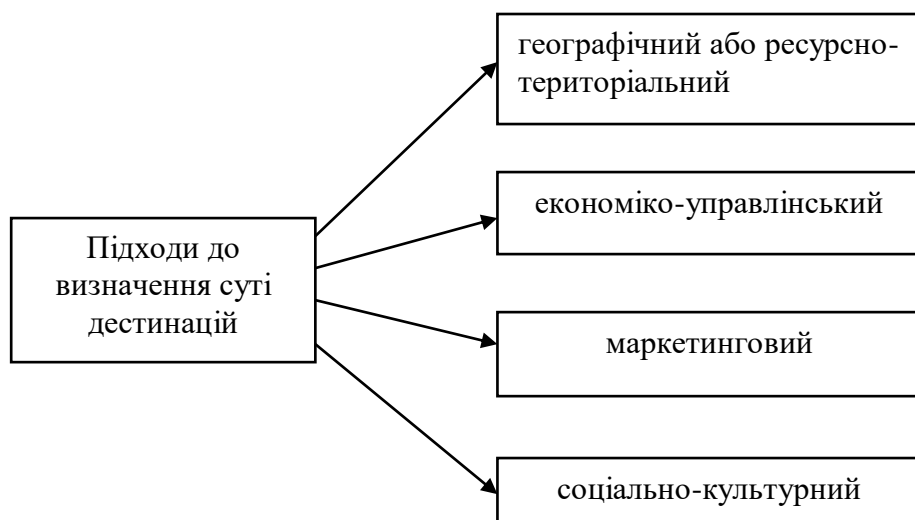 географічний або ресурсно-
територіальний
економіко-управлінський
Підходи до
визначення суті
дестинацій
маркетинговий
соціально-культурний